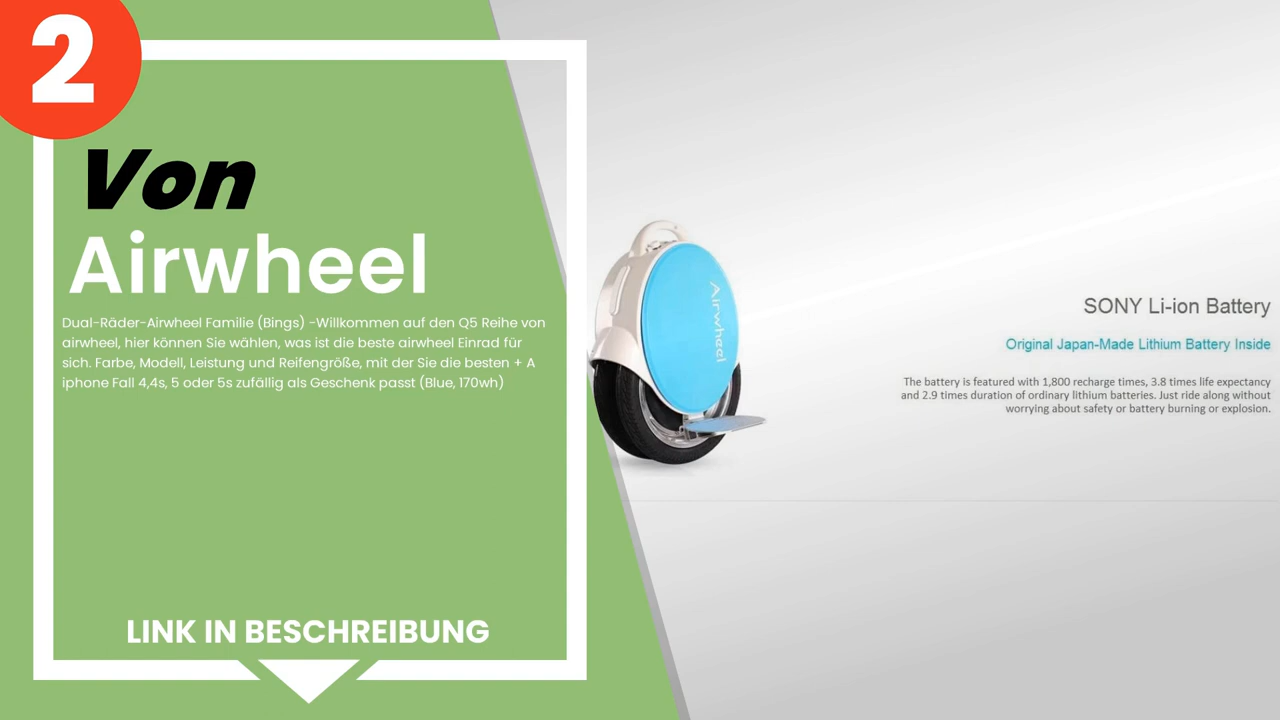 2
Von
Airwheel
Dual-Räder-Airwheel Familie (Bings) -Willkommen auf den Q5 Reihe von
airwheel, hier können Sie wählen, was ist die beste airwheel Einrad für
sich. Farbe, Modell, Leistung und Reifengröße, mit der Sie die besten + A
iphone Fall 4,4s, 5 oder 5s zufällig als Geschenk passt (Blue, 170wh)
LINK IN BESCHREIBUNG
Airwheel
SONY Li-ion Battery
Original Japan-Made Lithium Battery Inside
The battery is featured with 1,800 recharge times, 3.8 times life expectancy
and 2.9 times duration of ordinary lithium batteries. Just ride along without
worrying about safety or battery burning or explosion.